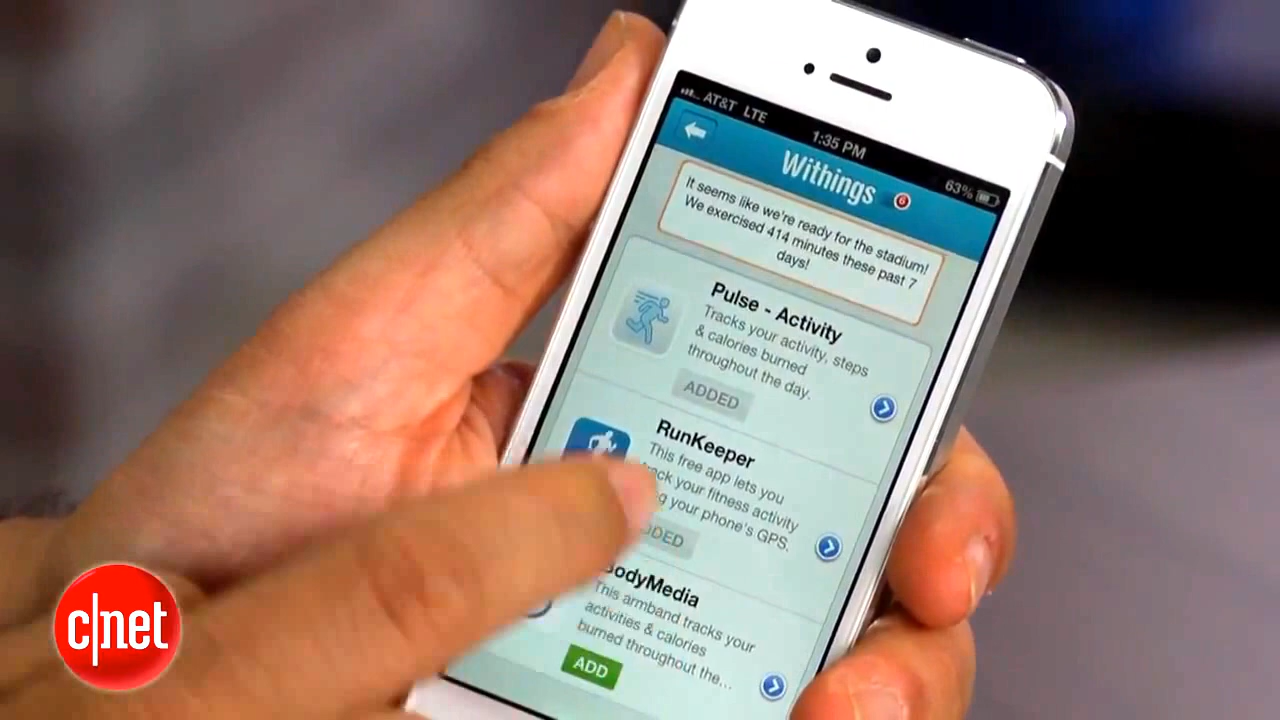 AT&T LTE
1:35 PM
63%
Withings
6
It seems like we're ready for the stadium!
We exercised 414 minutes these past 7
days!
Pulse - Activity
Tracks your activity, steps
& calories burned
throughout the day.
ADDED
RunKeeper
This free app lets you
your fitness activity
your phone's GPS.
BodyMedia
This armband tracks your
activities & calories
burned throughout the...
ADD
c|net